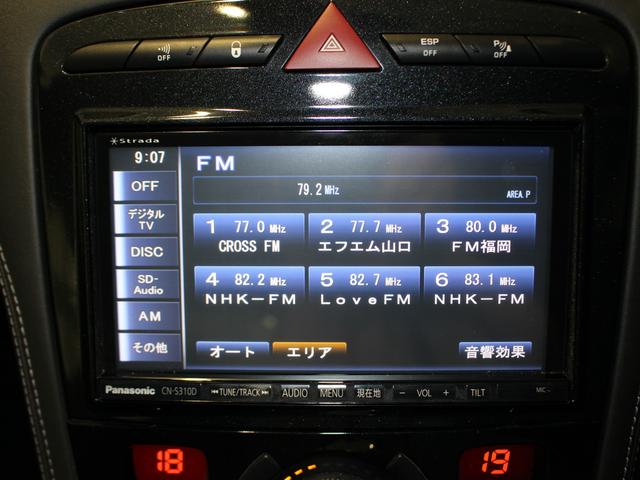 OFF
ESP
OFF
P
OFF
Strada
9:07
FM
OFF
79.2 MHz
AREA P
デジタル
TV
1 77.0 MHz 2 77.7 MHz 3 80.0 MHz
CROSS FM エフエム山口 FM福岡
DISC
SD-
Audio
4 82.2 MHz 5 82.7 MHz 6 83.1 MHz
NHK-FM LoveFM NHK-FM
AM
その他
オート エリア 音響効果
Panasonic CN-S310D TUNE/TRACK AUDIO MENU 現在地 - VOL + TILT MIC
18 19